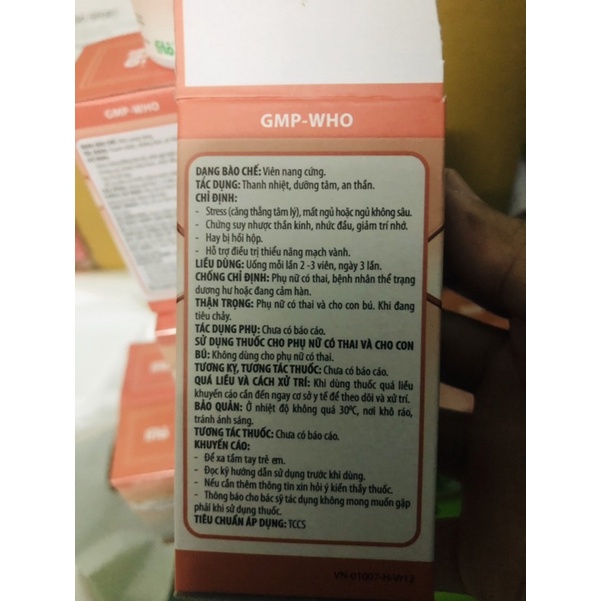 GMP-WHO
DẠNG BÀO CHẾ: Viên nang cứng.
TÁC DỤNG: Thanh nhiệt, dưỡng tâm, an thần.
CHỈ ĐỊNH:
- Stress (căng thẳng tâm lý), mất ngủ hoặc ngủ không sâu.
- Chứng suy nhược thần kinh, nhức đầu, giảm trí nhớ.
- Hay bị hồi hộp.
- Hỗ trợ điều trị thiểu năng mạch vành.
LIỀU DÙNG: Uống mỗi lần 2 -3 viên, ngày 3 lần.
CHỐNG CHỈ ĐỊNH: Phụ nữ có thai, bệnh nhân thể trạng
dương hư hoặc đang cảm hàn.
THẬN TRỌNG: Phụ nữ có thai và cho con bú. Khi đang
tiêu chảy.
TÁC DỤNG PHỤ: Chưa có báo cáo.
SỬ DỤNG THUỐC CHO PHỤ NỮ CÓ THAI VÀ CHO CON
BÚ: Không dùng cho phụ nữ có thai.
TƯƠNG KỴ, TƯƠNG TÁC THUỐC: Chưa có báo cáo.
QUÁ LIỀU VÀ CÁCH XỬ TRÍ: Khi dùng thuốc quá liều
khuyến cáo cần đến ngay cơ sở y tế để theo dõi và xử trí.
BẢO QUẢN: Ở nhiệt độ không quá 30⁰C, nơi khô ráo,
tránh ánh sáng.
TƯƠNG TÁC THUỐC: Chưa có báo cáo.
KHUYẾN CÁO:
- Để xa tầm tay trẻ em.
- Đọc kỹ hướng dẫn sử dụng trước khi dùng.
- Nếu cần thêm thông tin xin hỏi ý kiến thầy thuốc.
- Thông báo cho bác sỹ tác dụng không mong muốn gặp
phải khi sử dụng thuốc.
TIÊU CHUẨN ÁP DỤNG: TCCS
GMP-WHO